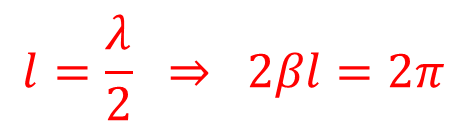 l = λ/2 ⇒ 2βl = 2π